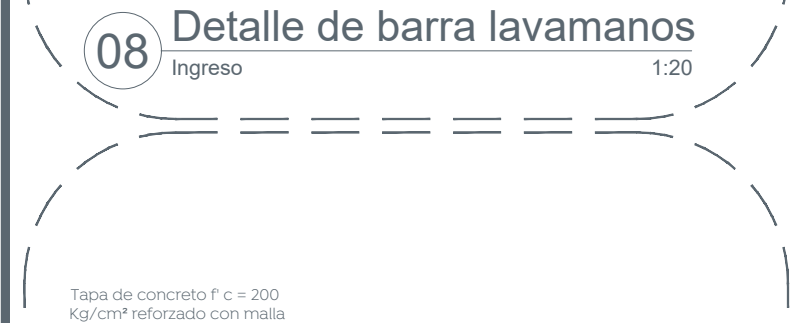 08
Detalle de barra lavamanos
Ingreso 1:20
Tapa de concreto f' c = 200
Kg/cm² reforzado con malla